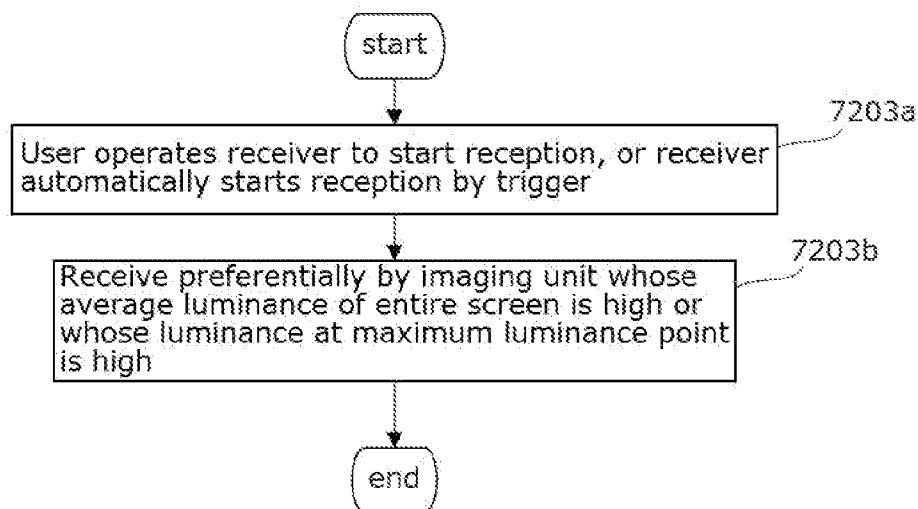 start
7203a
User operates receiver to start reception, or receiver
automatically starts reception by trigger
7203b
Receive preferentially by imaging unit whose
average luminance of entire screen is high or
whose luminance at maximum luminance point
is high
end